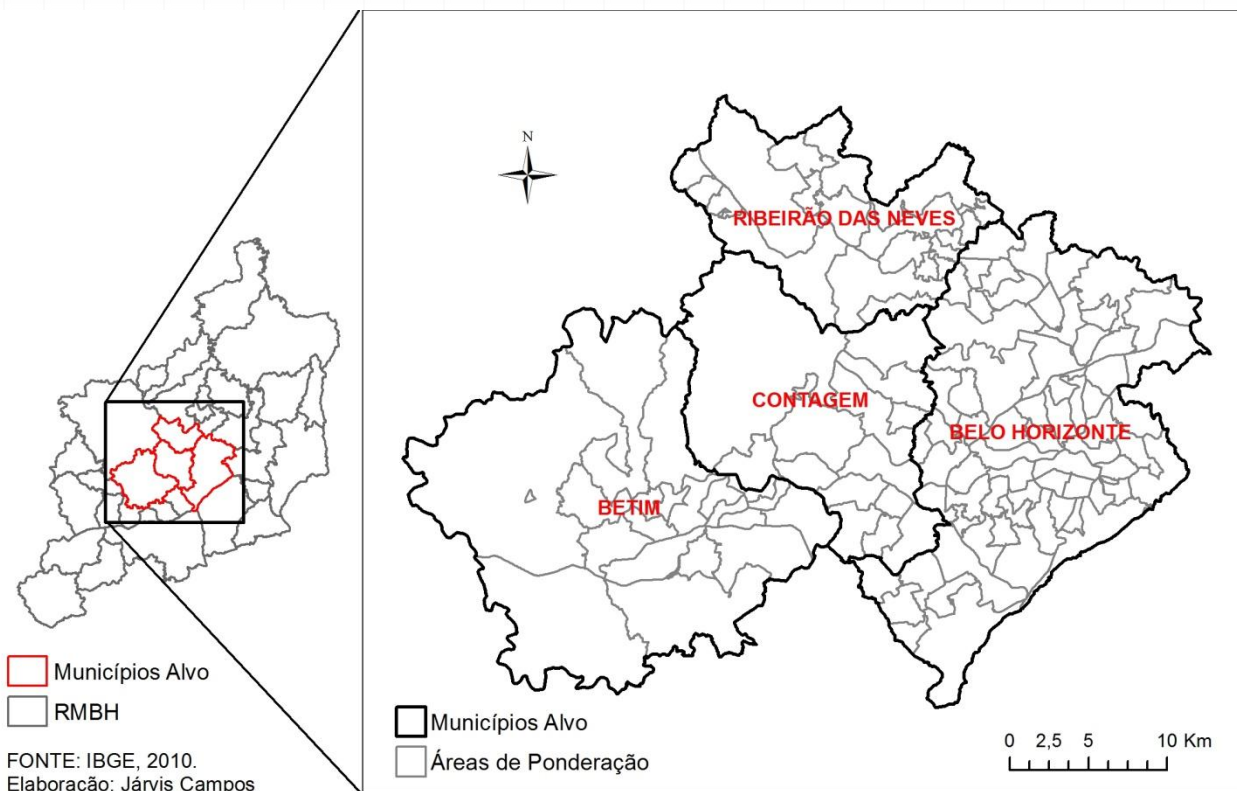 N
RIBEIRÃO DAS NEVES
CONTAGEM
BELO HORIZONTE
BETIM
Municípios Alvo
RMBH
FONTE: IBGE, 2010.
Elaboração: Járvis Campos
Municípios Alvo
Áreas de Ponderação
0 2,5 5 10 Km